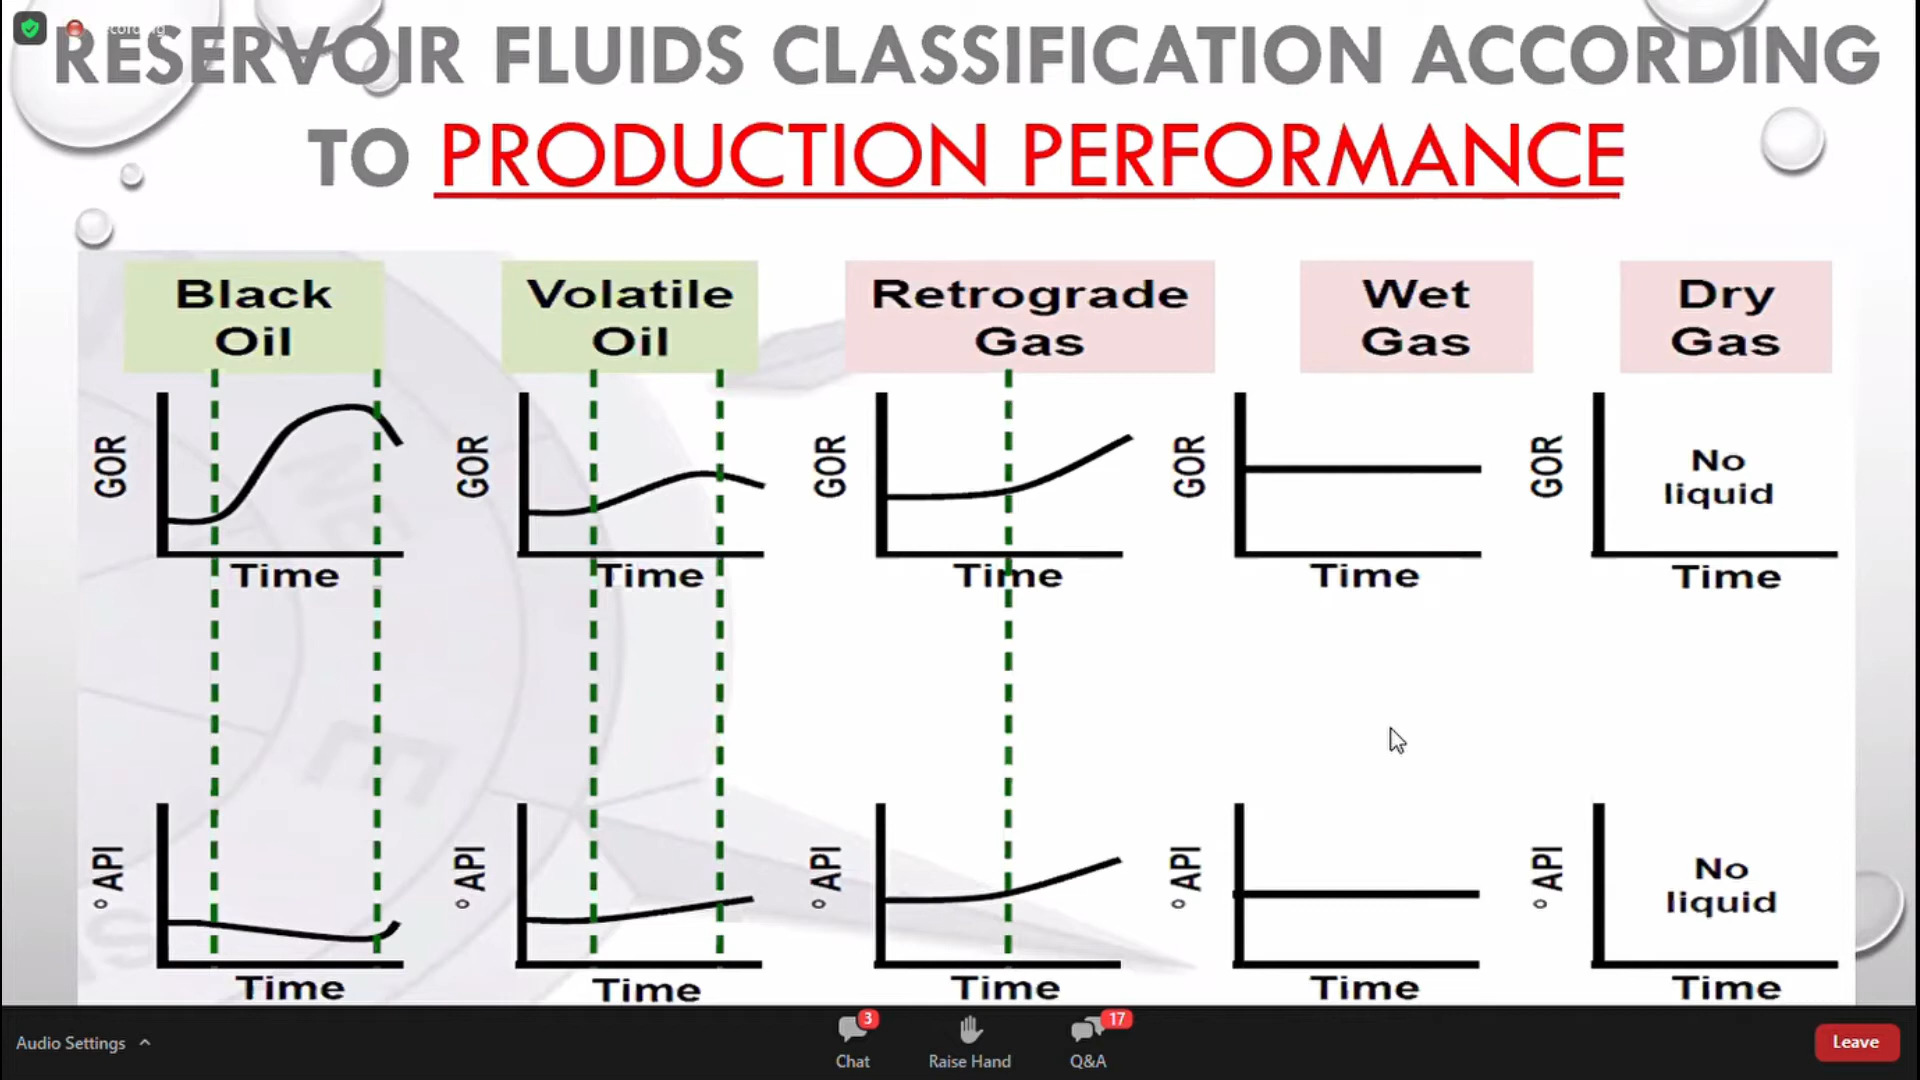 Recording
RESERVOIR FLUIDS CLASSIFICATION ACCORDING
TO PRODUCTION PERFORMANCE
Black
Oil
Volatile
Oil
Retrograde
Gas
Wet
Gas
Dry
Gas
GOR
Time
GOR
Time
GOR
Time
GOR
Time
GOR
No
liquid
Time
° API
Time
° API
Time
° API
Time
° API
Time
° API
No
liquid
Time
Audio Settings
3
Chat
Raise Hand
17
Q&A
Leave